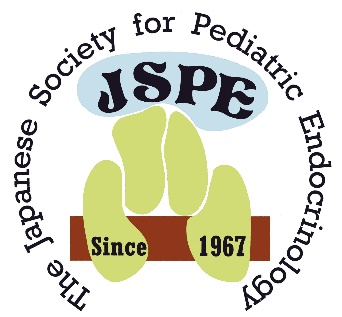 The Japanese Society for Pediatric Endocrinology
JSPE
Since 1967